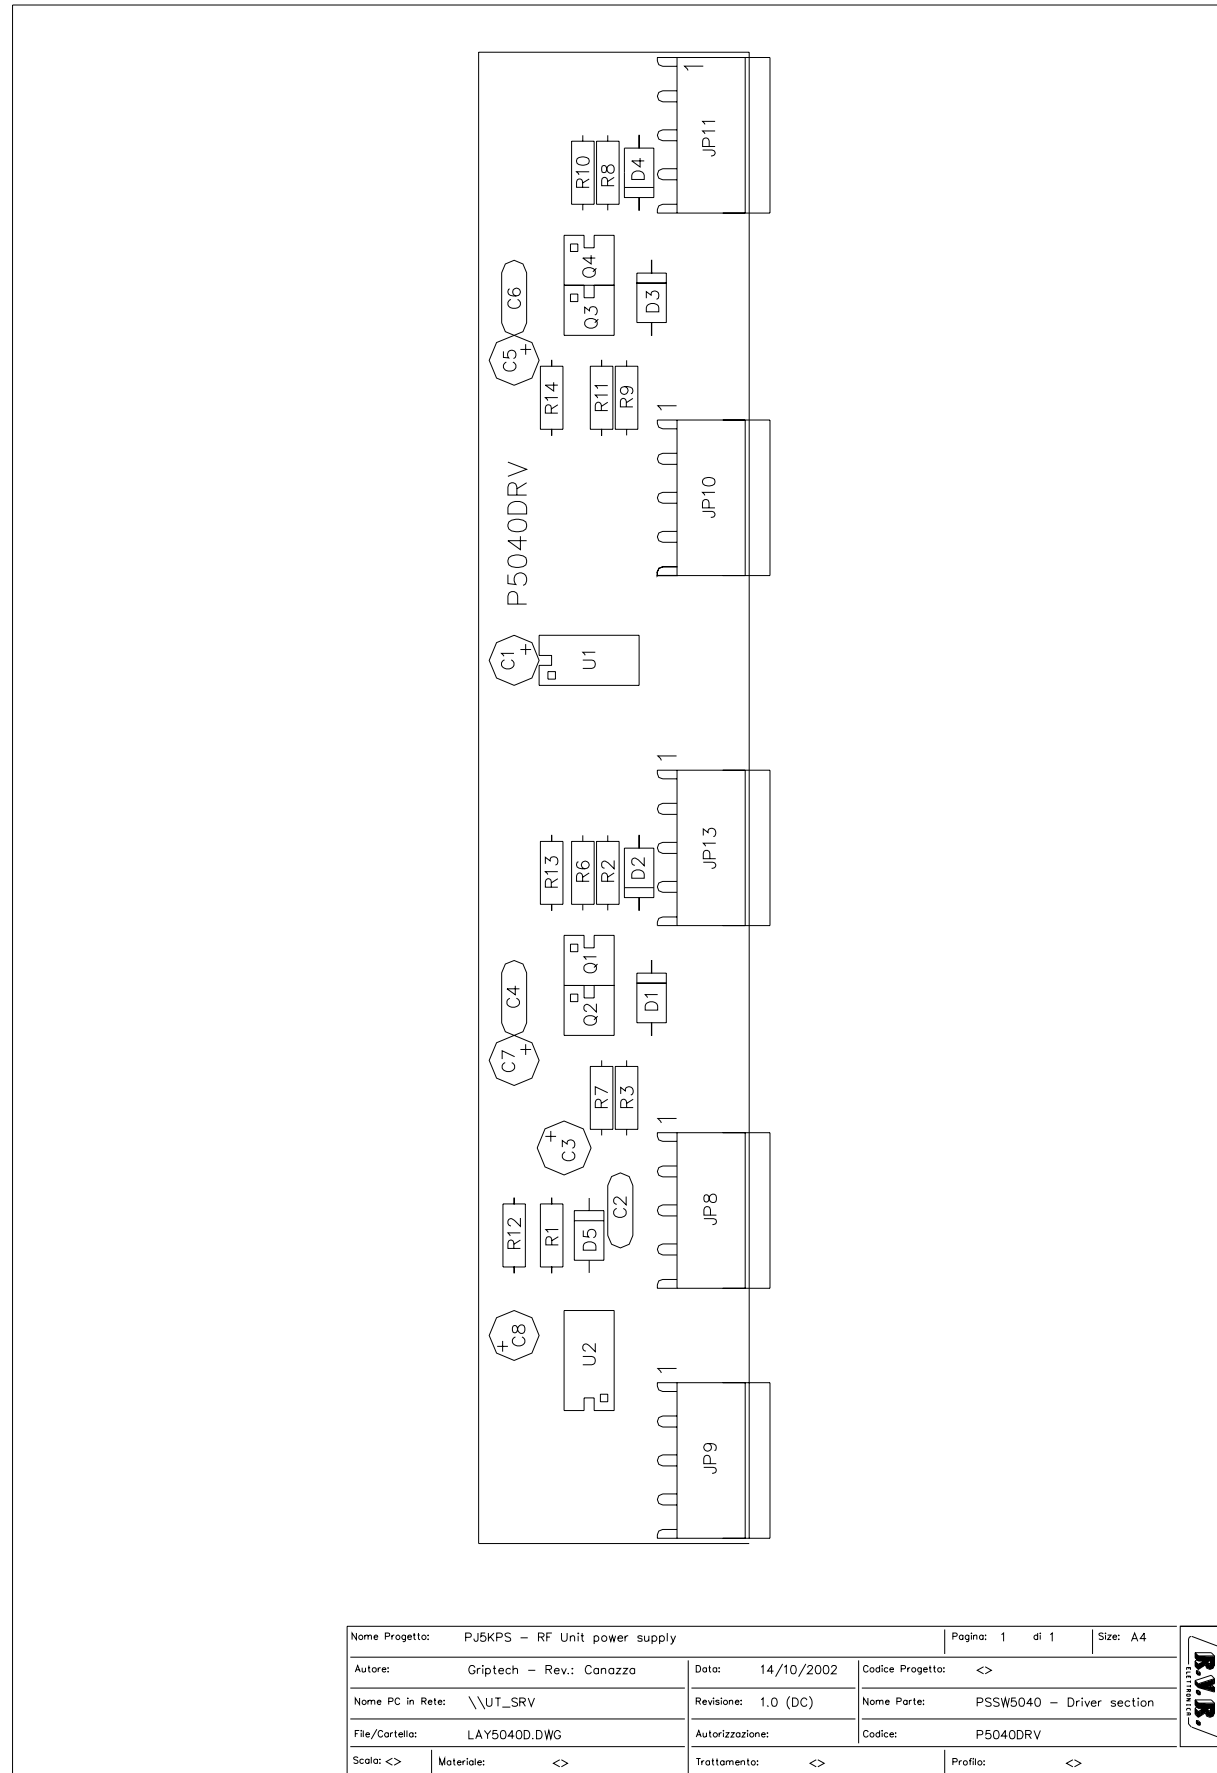 1
JP11
R10
R8
D4
Q4
Q3
D3
C6
C5
+
R14
R11
R9
1
JP10
P5040DRV
C1
+
U1
1
JP13
R13
R6
R2
D2
Q1
Q2
D1
C4
C7
+
R7
R3
1
C3
+
C2
JP8
R12
R1
D5
C8
+
U2
1
JP9
Nome Progetto: PJ5KPS - RF Unit power supply
Pagina: 1 di 1
Size: A4
Autore: Griptech - Rev.: Canazza
Data: 14/10/2002
Codice Progetto: <>
Nome PC in Rete: \\UT_SRV
Revisione: 1.0 (DC)
Nome Parte: PSSW5040 - Driver section
File/Cartella: LAY5040D.DWG
Autorizzazione:
Codice: P5040DRV
Scala: <>
Materiale: <>
Trattamento: <>
Profilo: <>
R.V.R.
ELETTRONICA